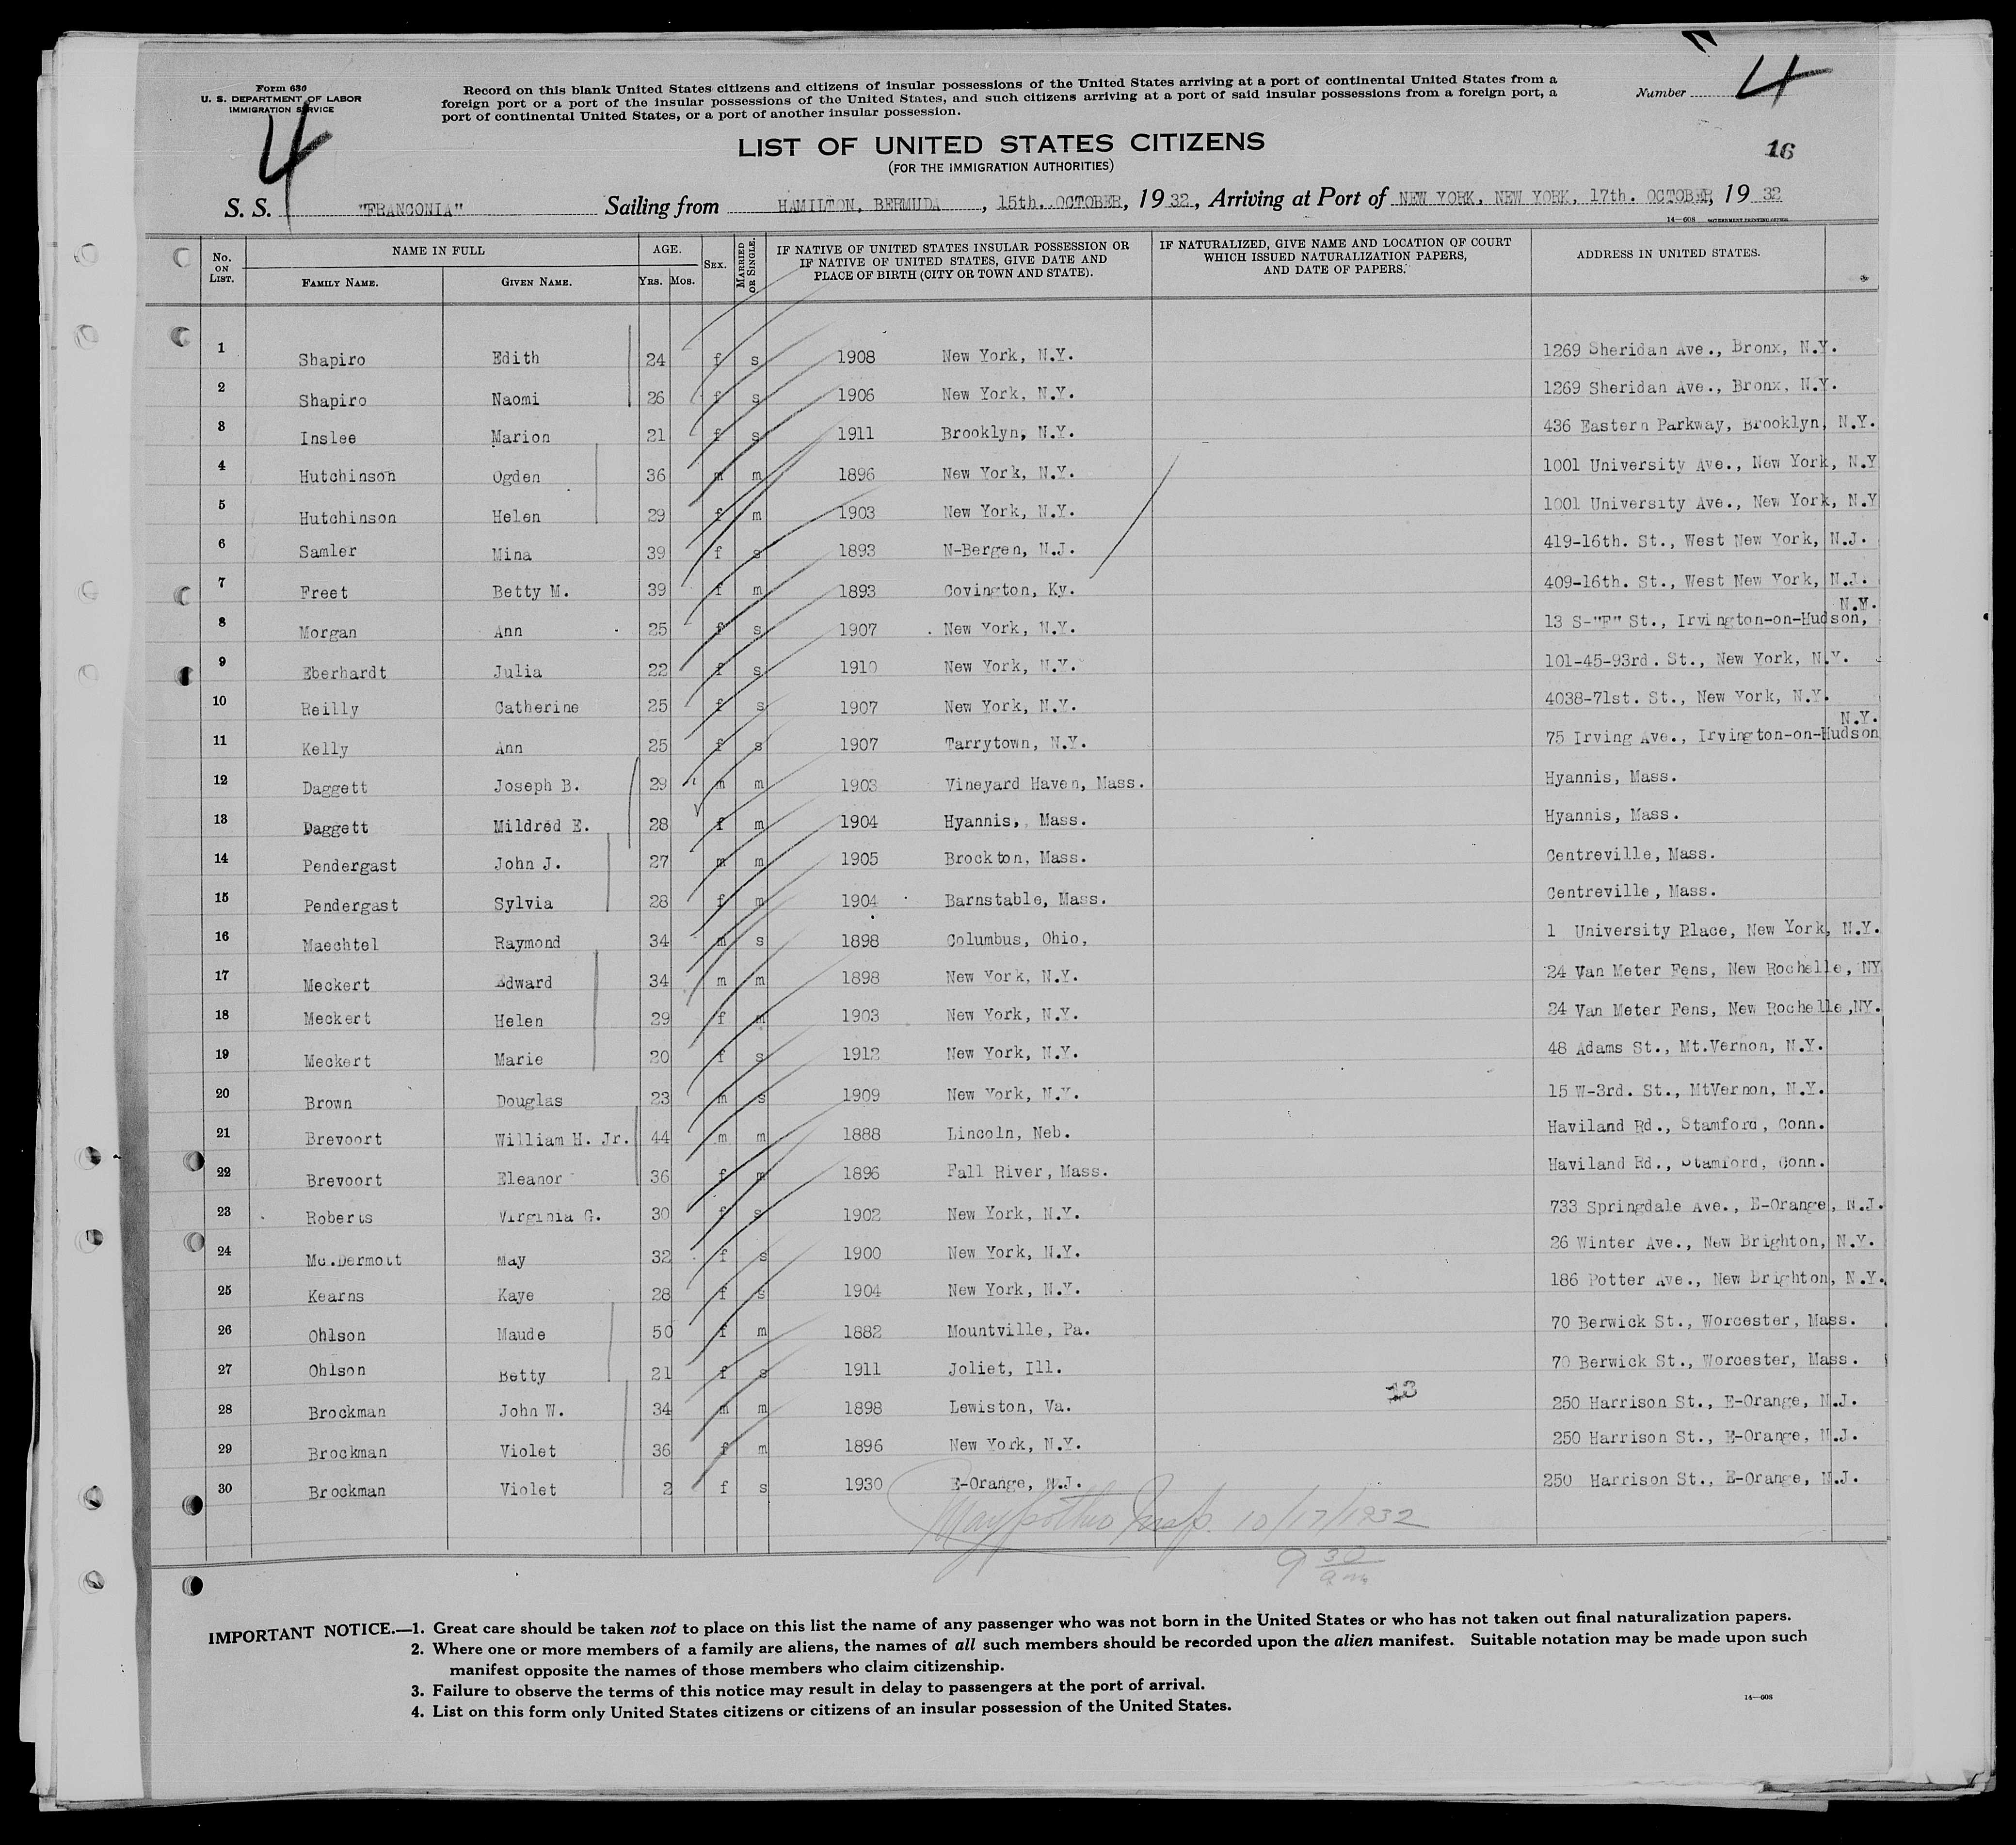 Form 630
U. S. DEPARTMENT OF LABOR
IMMIGRATION SERVICE
4
Record on this blank United States citizens and citizens of insular possessions of the United States arriving at a port of continental United States from a
foreign port or a port of the insular possessions of the United States, and such citizens arriving at a port of said insular possessions from a foreign port, a
port of continental United States, or a port of another insular possession.
Number 4
16
LIST OF UNITED STATES CITIZENS
(FOR THE IMMIGRATION AUTHORITIES)
S. S. "FRANCONIA" Sailing from HAMILTON, BERMUDA, 15th. OCTOBER, 1932, Arriving at Port of NEW YORK, NEW YORK, 17th. OCTOBER, 1932
14—608 GOVERNMENT PRINTING OFFICE
No. ON LIST. NAME IN FULL FAMILY NAME. GIVEN NAME. AGE. YRS. MOS. SEX. MARRIED OR SINGLE. IF NATIVE OF UNITED STATES INSULAR POSSESSION OR IF NATIVE OF UNITED STATES, GIVE DATE AND PLACE OF BIRTH (CITY OR TOWN AND STATE). IF NATURALIZED, GIVE NAME AND LOCATION OF COURT WHICH ISSUED NATURALIZATION PAPERS, AND DATE OF PAPERS. ADDRESS IN UNITED STATES.
1 Shapiro Edith 24 f s 1908 New York, N.Y. 1269 Sheridan Ave., Bronx, N.Y.
2 Shapiro Naomi 26 f s 1906 New York, N.Y. 1269 Sheridan Ave., Bronx, N.Y.
3 Inslee Marion 21 f s 1911 Brooklyn, N.Y. 436 Eastern Parkway, Brooklyn, N.Y.
4 Hutchinson Ogden 36 m m 1896 New York, N.Y. 1001 University Ave., New York, N.Y
5 Hutchinson Helen 29 f m 1903 New York, N.Y. 1001 University Ave., New York, N.Y
6 Samler Mina 39 f s 1893 N-Bergen, N.J. 419-16th. St., West New York, N.J.
7 Freet Betty M. 39 f m 1893 Covington, Ky. 409-16th. St., West New York, N.J.
8 Morgan Ann 25 f s 1907 New York, N.Y. 13 S-"F" St., Irvington-on-Hudson, N.Y.
9 Eberhardt Julia 22 f s 1910 New York, N.Y. 101-45-93rd. St., New York, N.Y.
10 Reilly Catherine 25 f s 1907 New York, N.Y. 4038-71st. St., New York, N.Y.
11 Kelly Ann 25 f s 1907 Tarrytown, N.Y. 75 Irving Ave., Irvington-on-Hudson N.Y.
12 Daggett Joseph B. 29 m m 1903 Vineyard Haven, Mass. Hyannis, Mass.
13 Daggett Mildred E. 28 f m 1904 Hyannis, Mass. Hyannis, Mass.
14 Pendergast John J. 27 m m 1905 Brockton, Mass. Centreville, Mass.
15 Pendergast Sylvia 28 f m 1904 Barnstable, Mass. Centreville, Mass.
16 Maechtel Raymond 34 m s 1898 Columbus, Ohio, 1 University Place, New York, N.Y.
17 Meckert Edward 34 m m 1898 New York, N.Y. 24 Van Meter Fens, New Rochelle, NY
18 Meckert Helen 29 f m 1903 New York, N.Y. 24 Van Meter Fens, New Rochelle,NY.
19 Meckert Marie 20 f s 1912 New York, N.Y. 48 Adams St., Mt.Vernon, N.Y.
20 Brown Douglas 23 m s 1909 New York, N.Y. 15 W-3rd. St., MtVernon, N.Y.
21 Brevoort William H. Jr. 44 m m 1888 Lincoln, Neb. Haviland Rd., Stamford, Conn.
22 Brevoort Eleanor 36 f m 1896 Fall River, Mass. Haviland Rd., Stamford, Conn.
23 Roberts Virginia G. 30 f s 1902 New York, N.Y. 733 Springdale Ave., E-Orange, N.J.
24 Mc.Dermott May 32 f s 1900 New York, N.Y. 26 Winter Ave., New Brighton, N.Y.
25 Kearns Kaye 28 f s 1904 New York, N.Y. 186 Potter Ave., New Brighton, N.Y.
26 Ohlson Maude 50 f m 1882 Mountville, Pa. 70 Berwick St., Worcester, Mass.
27 Ohlson Betty 21 f s 1911 Joliet, Ill. 70 Berwick St., Worcester, Mass.
13
28 Brockman John W. 34 m m 1898 Lewiston, Va. 250 Harrison St., E-Orange, N.J.
29 Brockman Violet 36 f m 1896 New York, N.Y. 250 Harrison St., E-Orange, N.J.
30 Brockman Violet 2 f s 1930 E-Orange, N.J. 250 Harrison St., E-Orange, N.J.
Insp. 10/17/1932
9 30 am
IMPORTANT NOTICE.—1. Great care should be taken not to place on this list the name of any passenger who was not born in the United States or who has not taken out final naturalization papers.
2. Where one or more members of a family are aliens, the names of all such members should be recorded upon the alien manifest. Suitable notation may be made upon such
manifest opposite the names of those members who claim citizenship.
3. Failure to observe the terms of this notice may result in delay to passengers at the port of arrival.
4. List on this form only United States citizens or citizens of an insular possession of the United States.
14—608